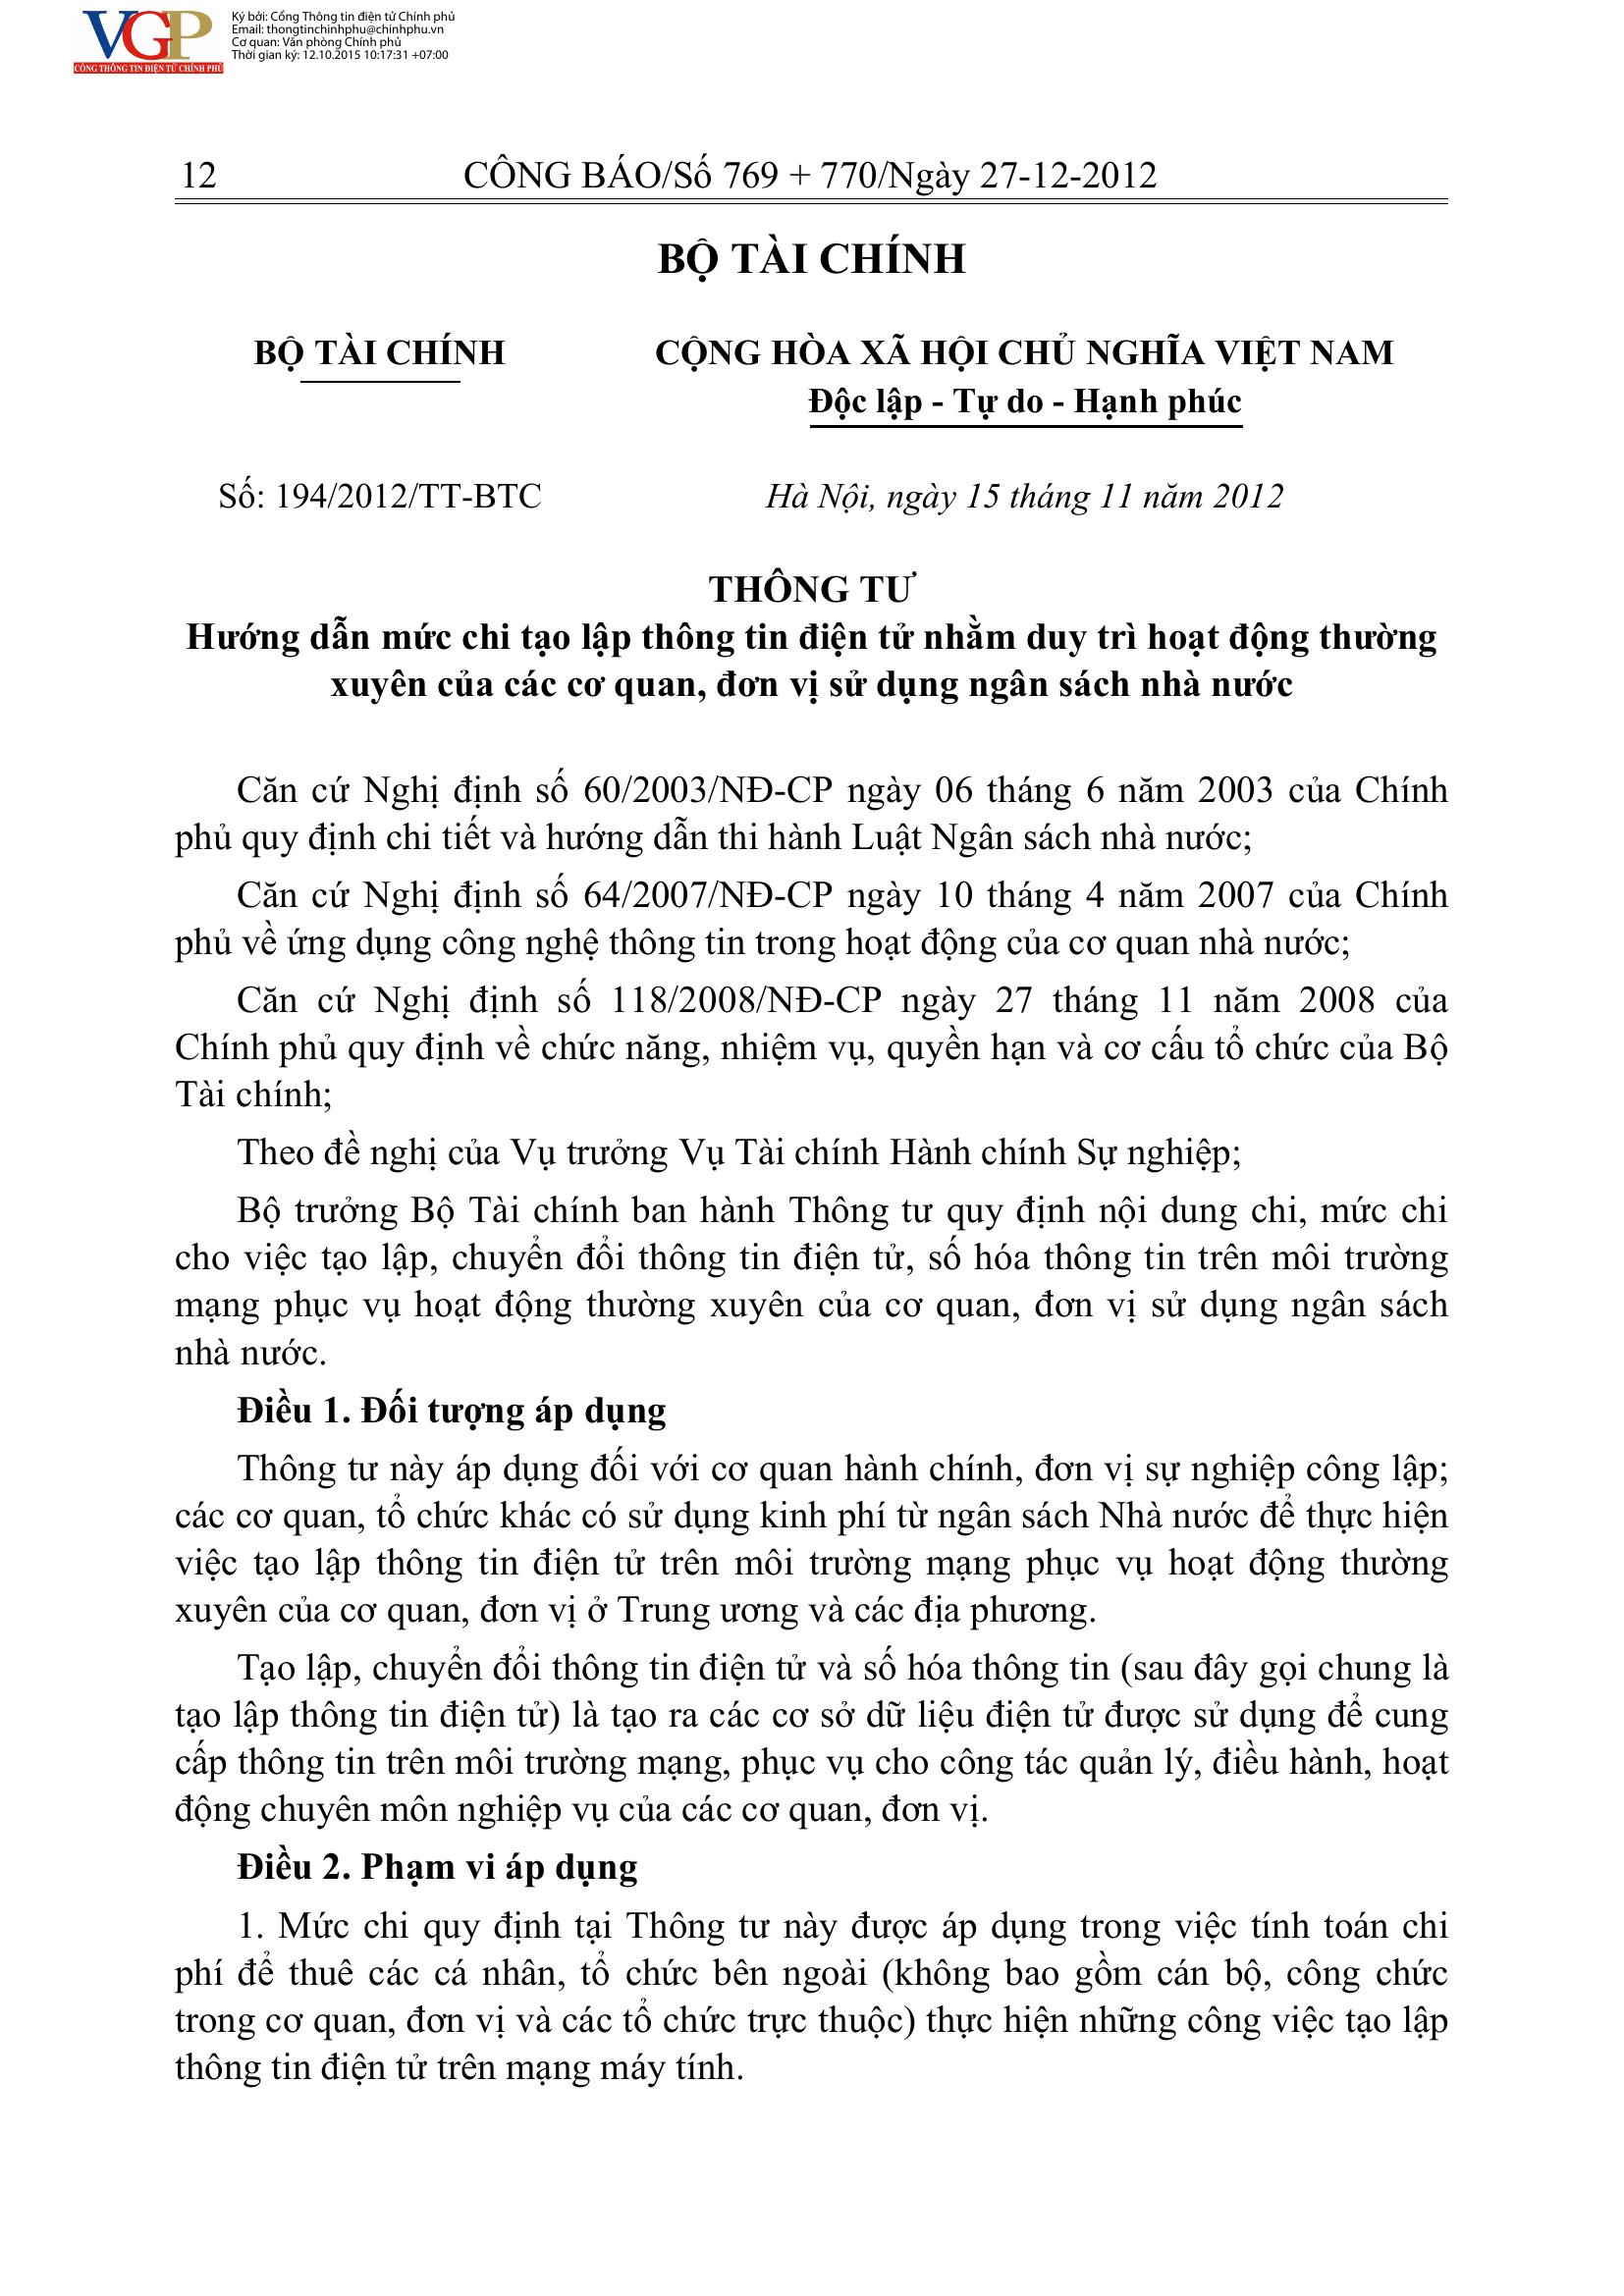 VGP
CỔNG THÔNG TIN ĐIỆN TỬ CHÍNH PHỦ
Ký bởi: Cổng Thông tin điện tử Chính phủ
Email: thongtinchinhphu@chinhphu.vn
Cơ quan: Văn phòng Chính phủ
Thời gian ký: 12.10.2015 10:17:31 +07:00
12
CÔNG BÁO/Số 769 + 770/Ngày 27-12-2012
BỘ TÀI CHÍNH
BỘ TÀI CHÍNH
CỘNG HÒA XÃ HỘI CHỦ NGHĨA VIỆT NAM
Độc lập - Tự do - Hạnh phúc
Số: 194/2012/TT-BTC
Hà Nội, ngày 15 tháng 11 năm 2012
THÔNG TƯ
Hướng dẫn mức chi tạo lập thông tin điện tử nhằm duy trì hoạt động thường
xuyên của các cơ quan, đơn vị sử dụng ngân sách nhà nước
Căn cứ Nghị định số 60/2003/NĐ-CP ngày 06 tháng 6 năm 2003 của Chính
phủ quy định chi tiết và hướng dẫn thi hành Luật Ngân sách nhà nước;
Căn cứ Nghị định số 64/2007/NĐ-CP ngày 10 tháng 4 năm 2007 của Chính
phủ về ứng dụng công nghệ thông tin trong hoạt động của cơ quan nhà nước;
Căn cứ Nghị định số 118/2008/NĐ-CP ngày 27 tháng 11 năm 2008 của
Chính phủ quy định về chức năng, nhiệm vụ, quyền hạn và cơ cấu tổ chức của Bộ
Tài chính;
Theo đề nghị của Vụ trưởng Vụ Tài chính Hành chính Sự nghiệp;
Bộ trưởng Bộ Tài chính ban hành Thông tư quy định nội dung chi, mức chi
cho việc tạo lập, chuyển đổi thông tin điện tử, số hóa thông tin trên môi trường
mạng phục vụ hoạt động thường xuyên của cơ quan, đơn vị sử dụng ngân sách
nhà nước.
Điều 1. Đối tượng áp dụng
Thông tư này áp dụng đối với cơ quan hành chính, đơn vị sự nghiệp công lập;
các cơ quan, tổ chức khác có sử dụng kinh phí từ ngân sách Nhà nước để thực hiện
việc tạo lập thông tin điện tử trên môi trường mạng phục vụ hoạt động thường
xuyên của cơ quan, đơn vị ở Trung ương và các địa phương.
Tạo lập, chuyển đổi thông tin điện tử và số hóa thông tin (sau đây gọi chung là
tạo lập thông tin điện tử) là tạo ra các cơ sở dữ liệu điện tử được sử dụng để cung
cấp thông tin trên môi trường mạng, phục vụ cho công tác quản lý, điều hành, hoạt
động chuyên môn nghiệp vụ của các cơ quan, đơn vị.
Điều 2. Phạm vi áp dụng
1. Mức chi quy định tại Thông tư này được áp dụng trong việc tính toán chi
phí để thuê các cá nhân, tổ chức bên ngoài (không bao gồm cán bộ, công chức
trong cơ quan, đơn vị và các tổ chức trực thuộc) thực hiện những công việc tạo lập
thông tin điện tử trên mạng máy tính.